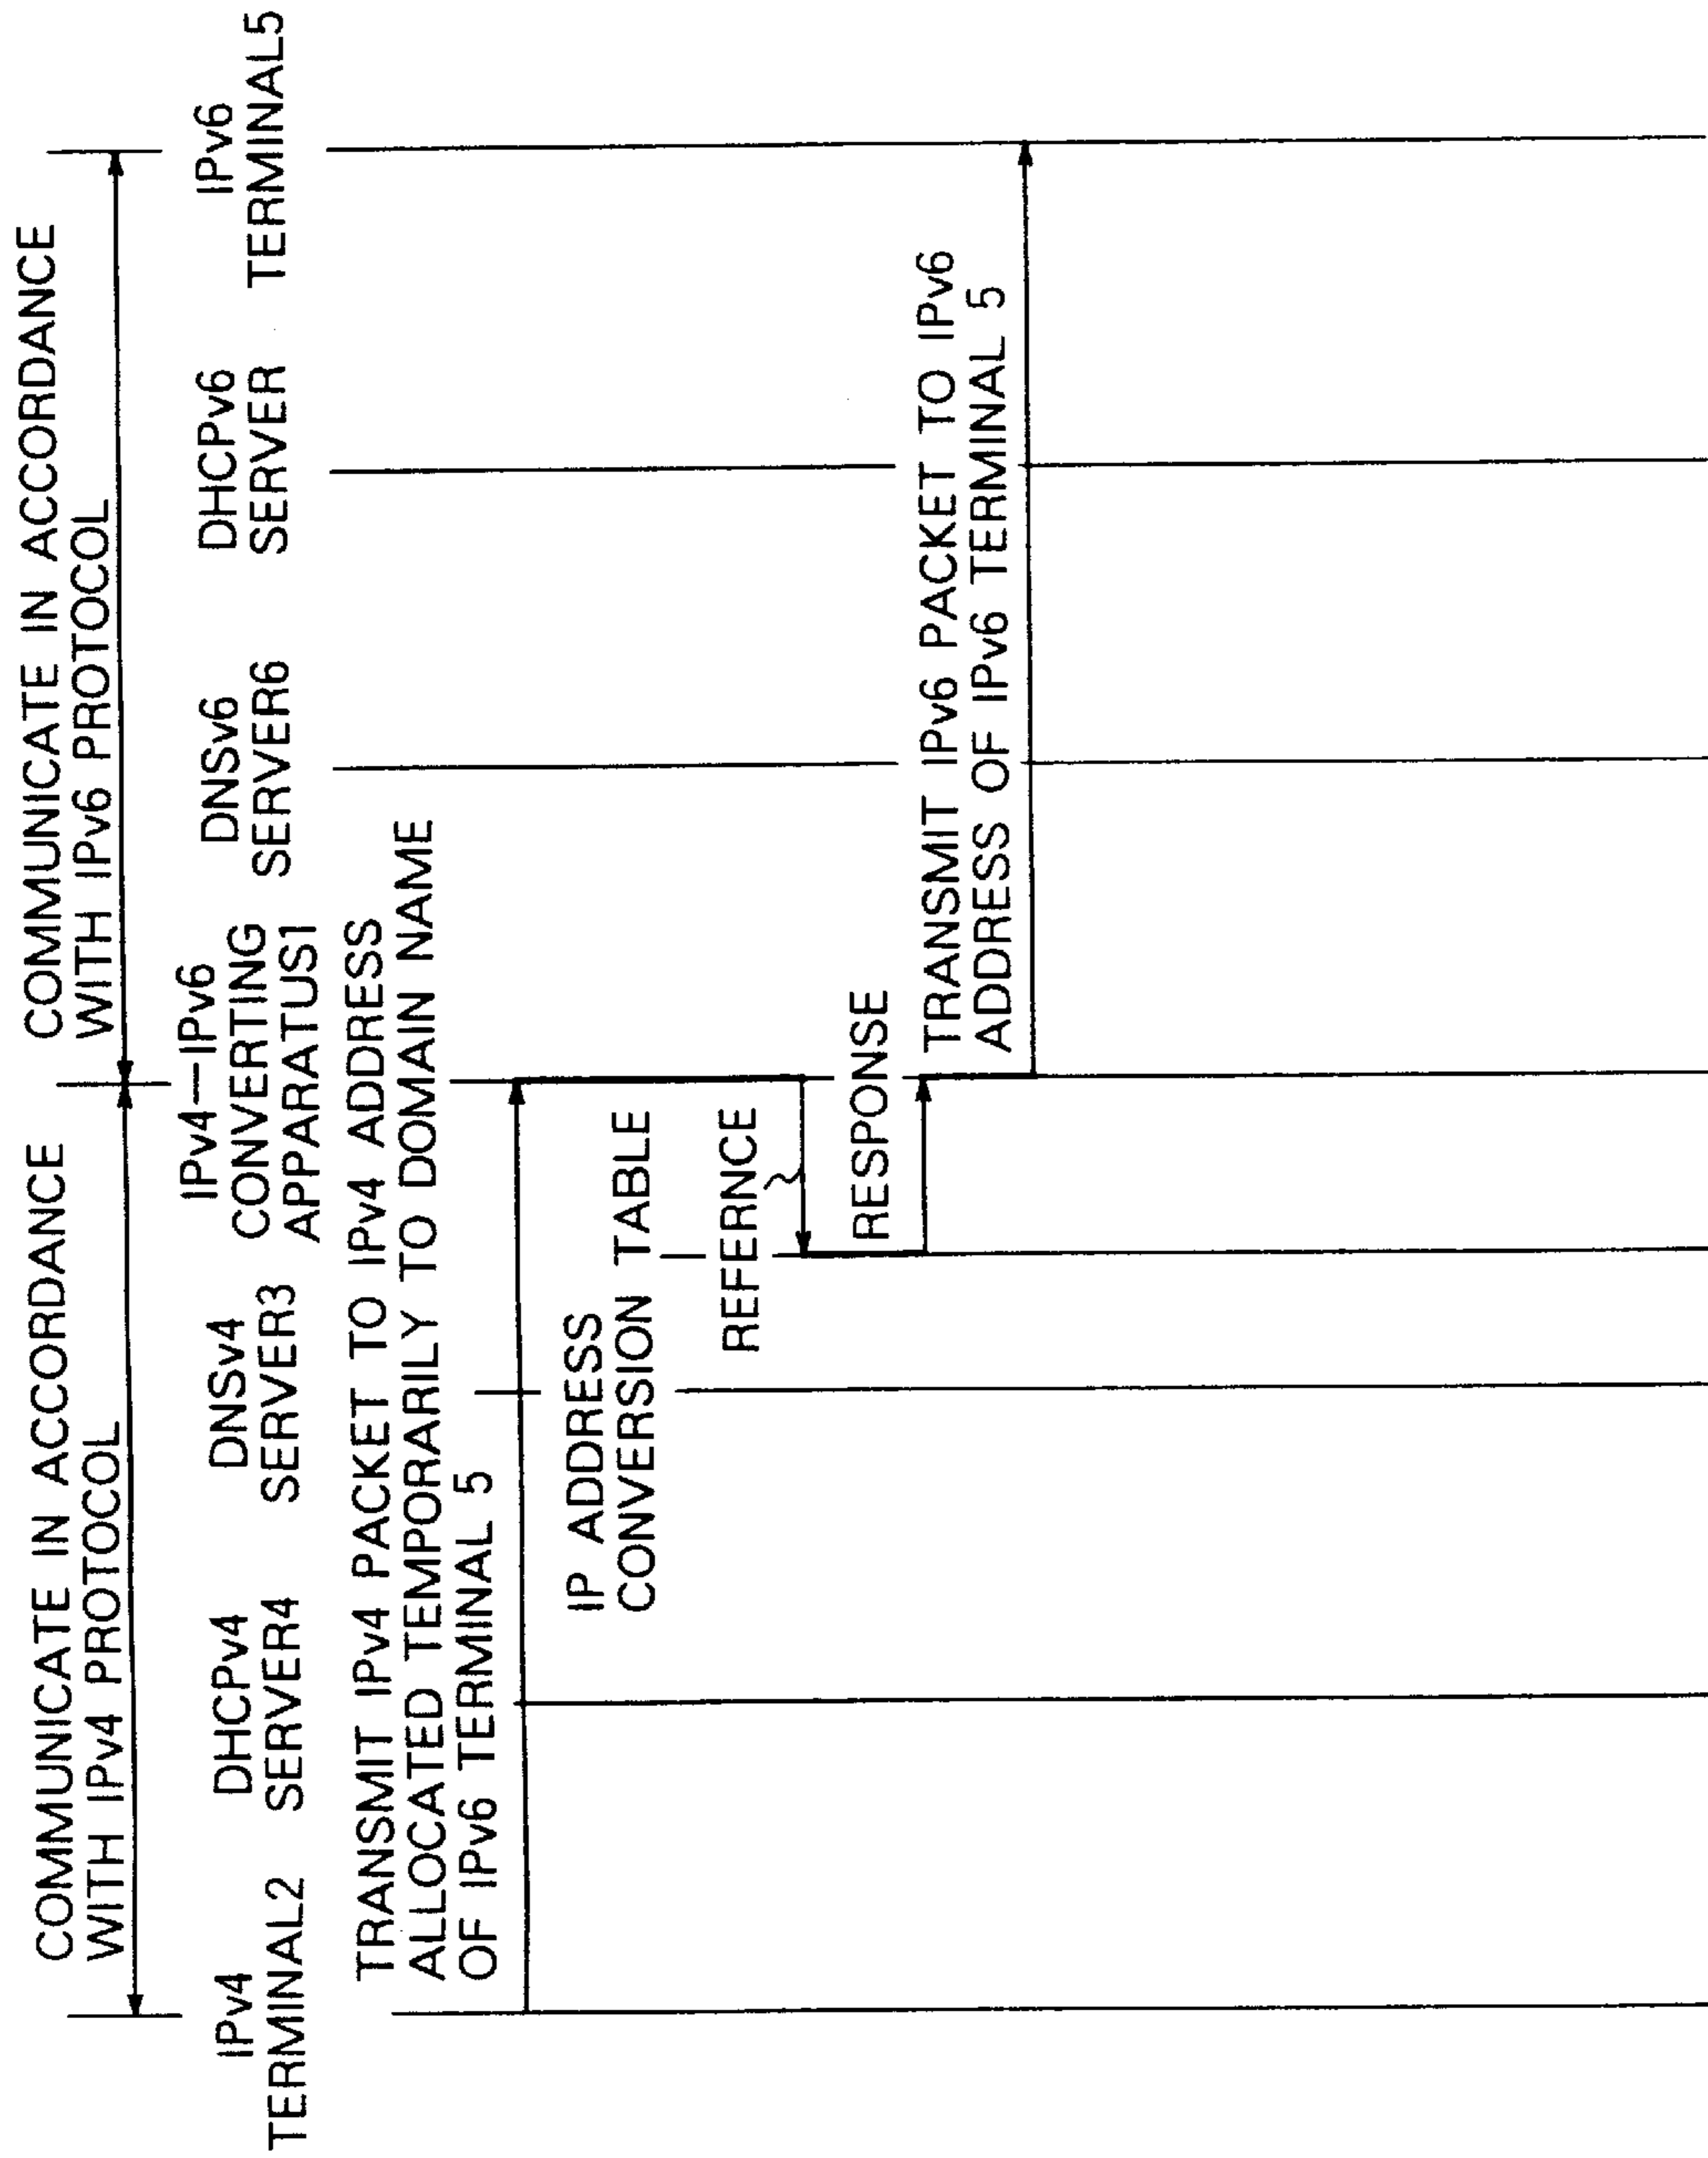 COMMUNICATE IN ACCORDANCE
WITH IPv4 PROTOCOL
COMMUNICATE IN ACCORDANCE
WITH IPv6 PROTOCOL
IPv4
TERMINAL2
DHCPv4
SERVER4
DNSv4
SERVER3
IPv4—IPv6
CONVERTING
APPARATUS1
DNSv6
SERVER6
DHCPv6
SERVER
IPv6
TERMINAL5
TRANSMIT IPv4 PACKET TO IPv4 ADDRESS
ALLOCATED TEMPORARILY TO DOMAIN NAME
OF IPv6 TERMINAL 5
IP ADDRESS
CONVERSION TABLE
REFERNCE
RESPONSE
TRANSMIT IPv6 PACKET TO IPv6
ADDRESS OF IPv6 TERMINAL 5